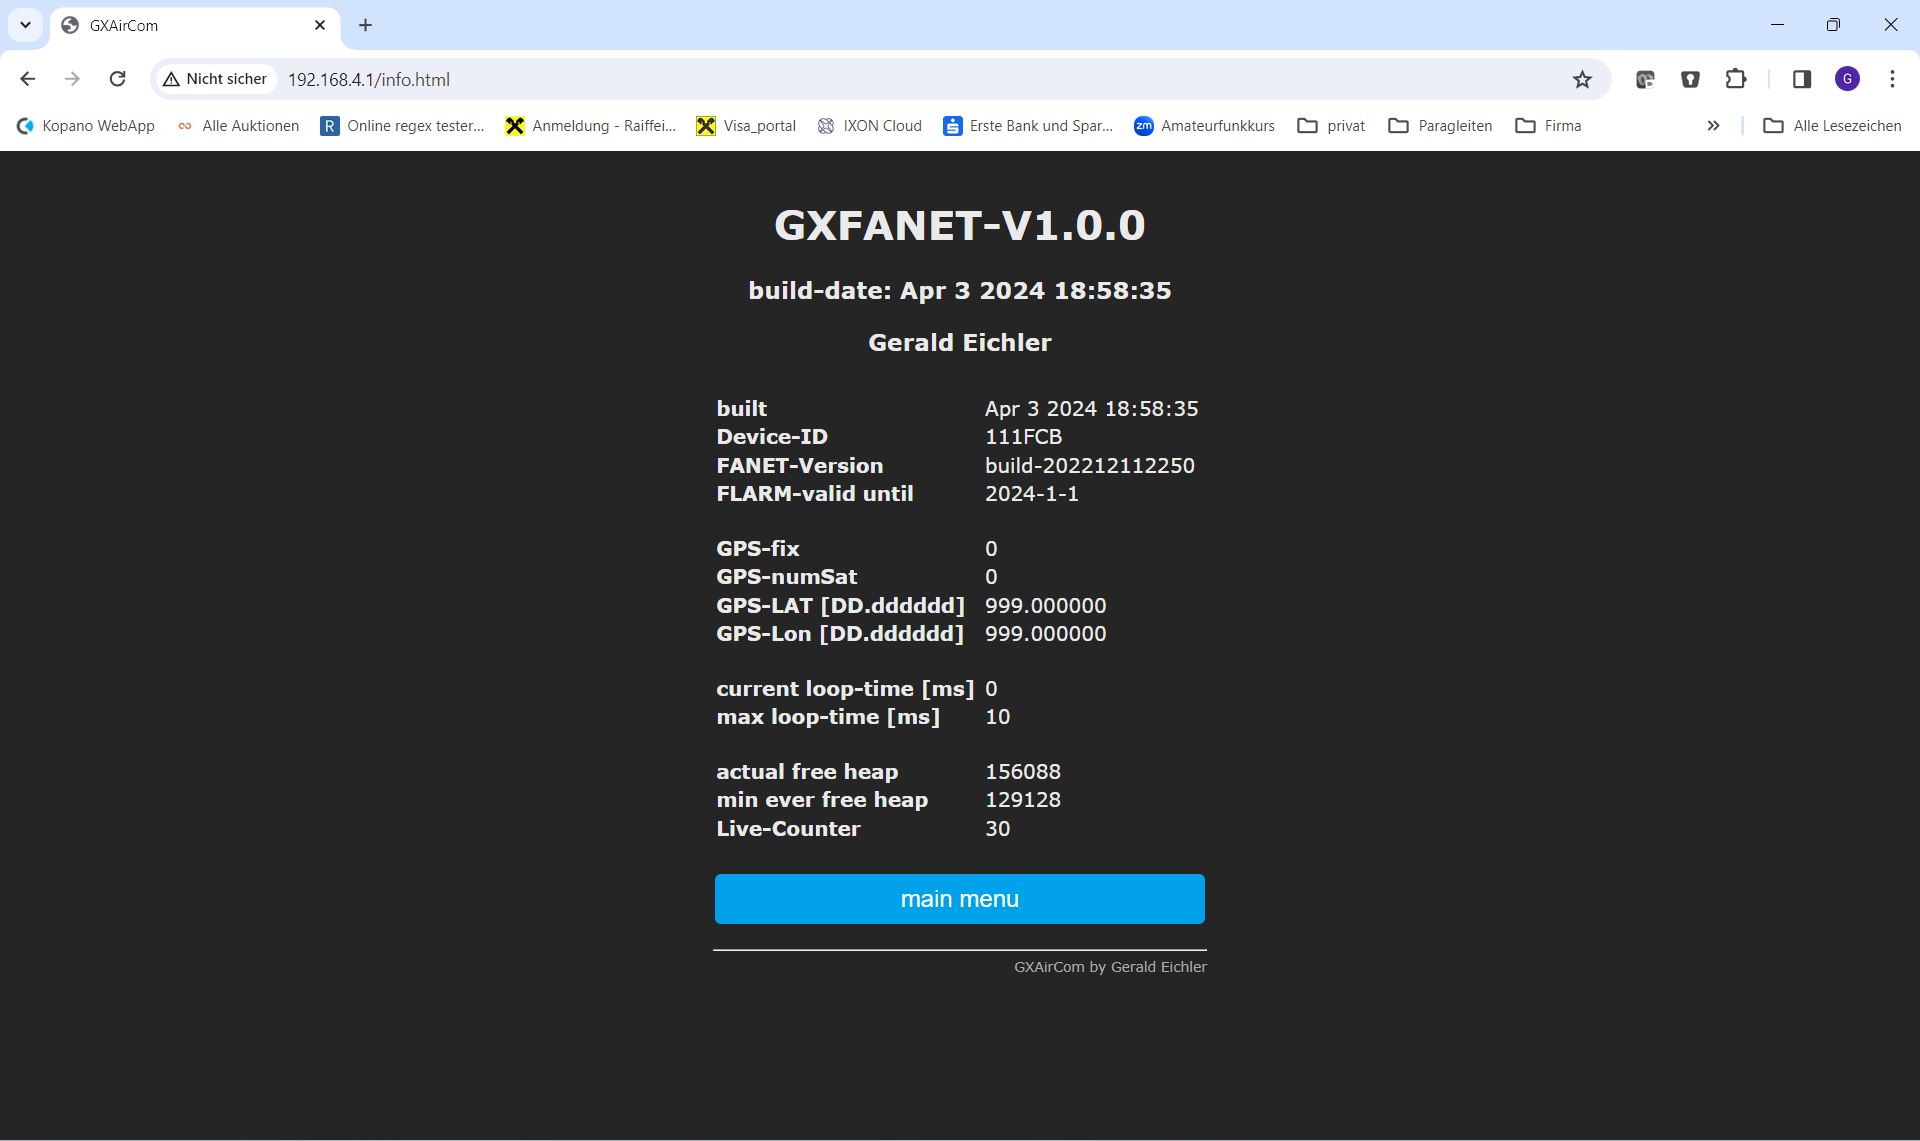 GXAirCom
Nicht sicher 192.168.4.1/info.html G
Kopano WebApp Alle Auktionen R Online regex tester... Anmeldung - Raiffei... Visa_portal IXON Cloud Erste Bank und Spar... zm Amateurfunkkurs privat Paragleiten Firma Alle Lesezeichen
GXFANET-V1.0.0
build-date: Apr 3 2024 18:58:35
Gerald Eichler
built Apr 3 2024 18:58:35
Device-ID 111FCB
FANET-Version build-202212112250
FLARM-valid until 2024-1-1
GPS-fix 0
GPS-numSat 0
GPS-LAT [DD.dddddd] 999.000000
GPS-Lon [DD.dddddd] 999.000000
current loop-time [ms] 0
max loop-time [ms] 10
actual free heap 156088
min ever free heap 129128
Live-Counter 30
main menu
GXAirCom by Gerald Eichler